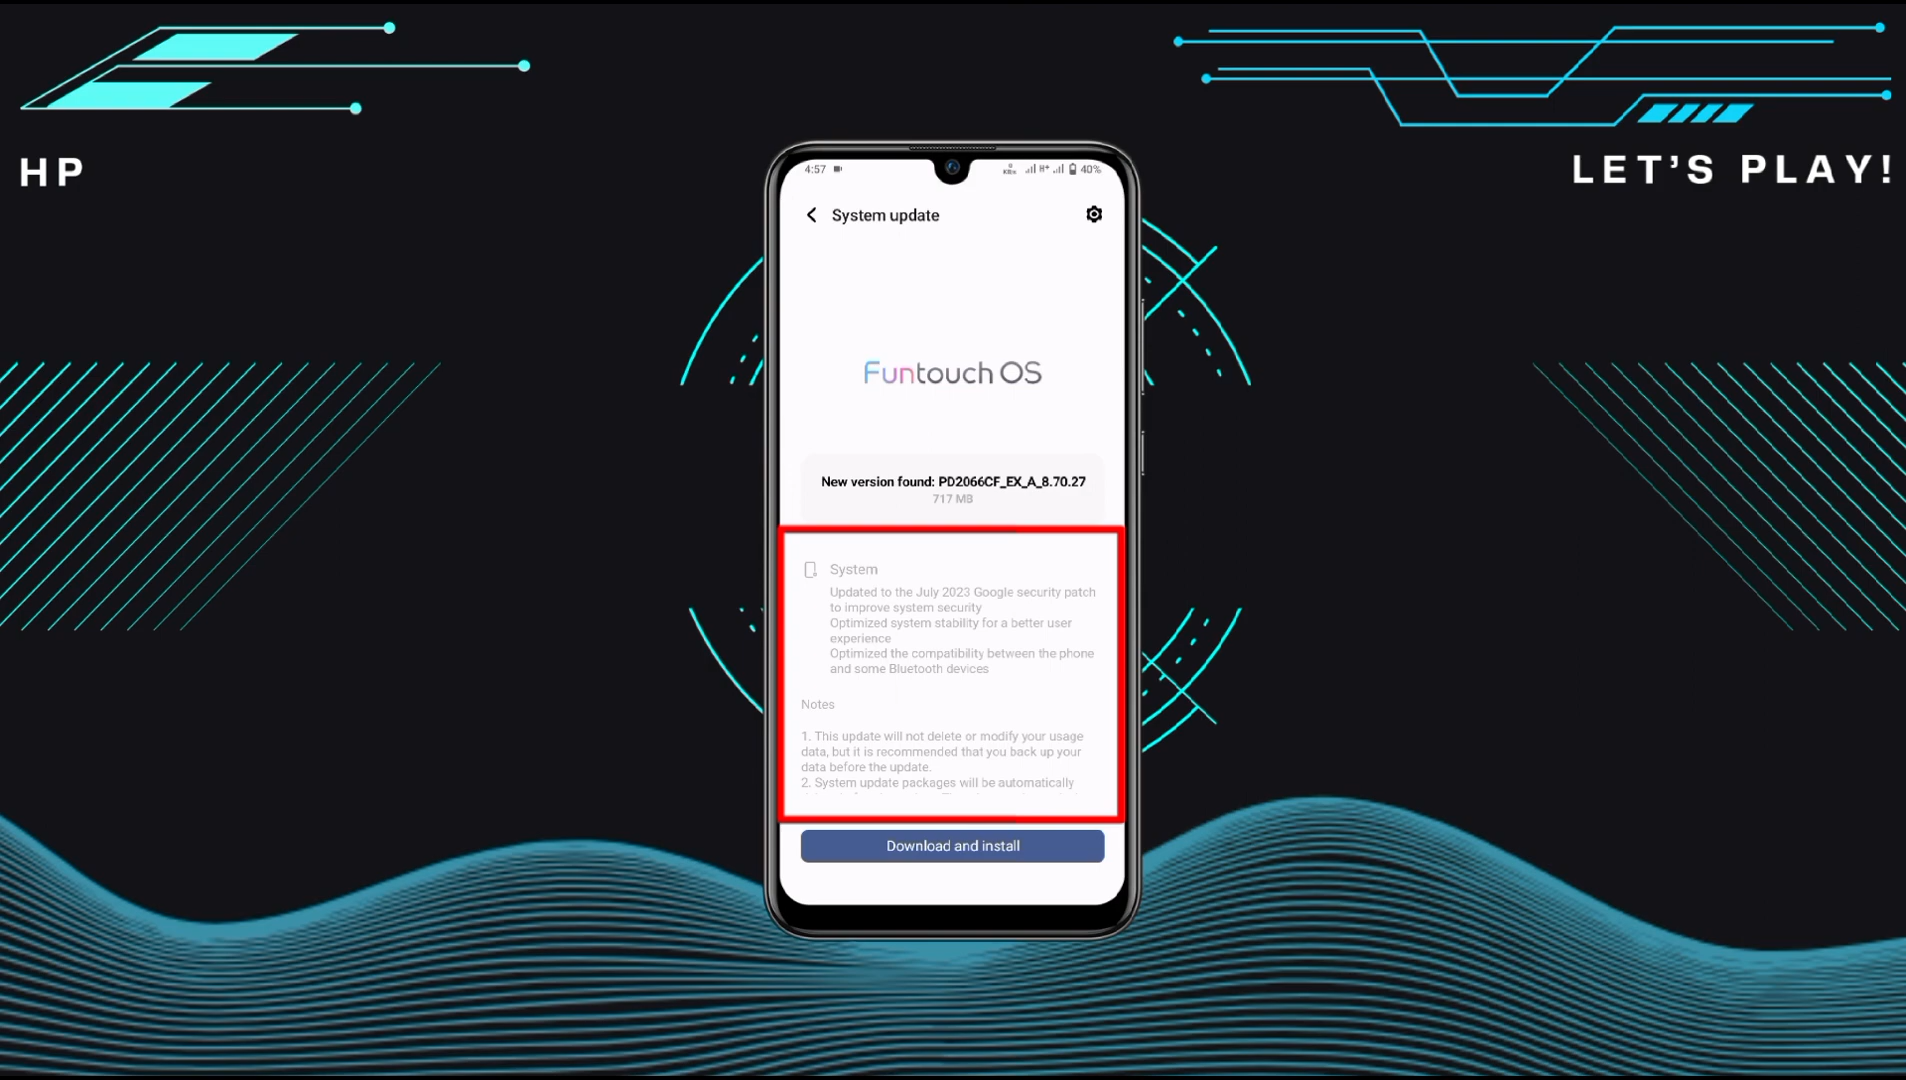 HP
LET'S PLAY!
4:57
KB/s H+ 40%
System update
Funtouch OS
New version found: PD2066CF_EX_A_8.70.27
717 MB
System
Updated to the July 2023 Google security patch
to improve system security
Optimized system stability for a better user
experience
Optimized the compatibility between the phone
and some Bluetooth devices
Notes
1. This update will not delete or modify your usage
data, but it is recommended that you back up your
data before the update.
2. System update packages will be automatically
Download and install